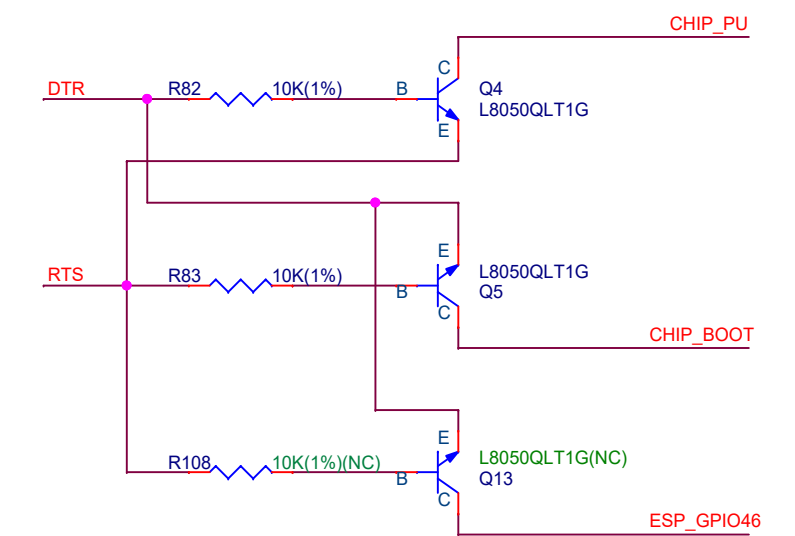 CHIP_PU
C
DTR
R82
10K(1%)
B
Q4
L8050QLT1G
E
E
RTS
R83
10K(1%)
B
L8050QLT1G
Q5
C
CHIP_BOOT
E
R108
10K(1%)(NC)
B
L8050QLT1G(NC)
Q13
C
ESP_GPIO46